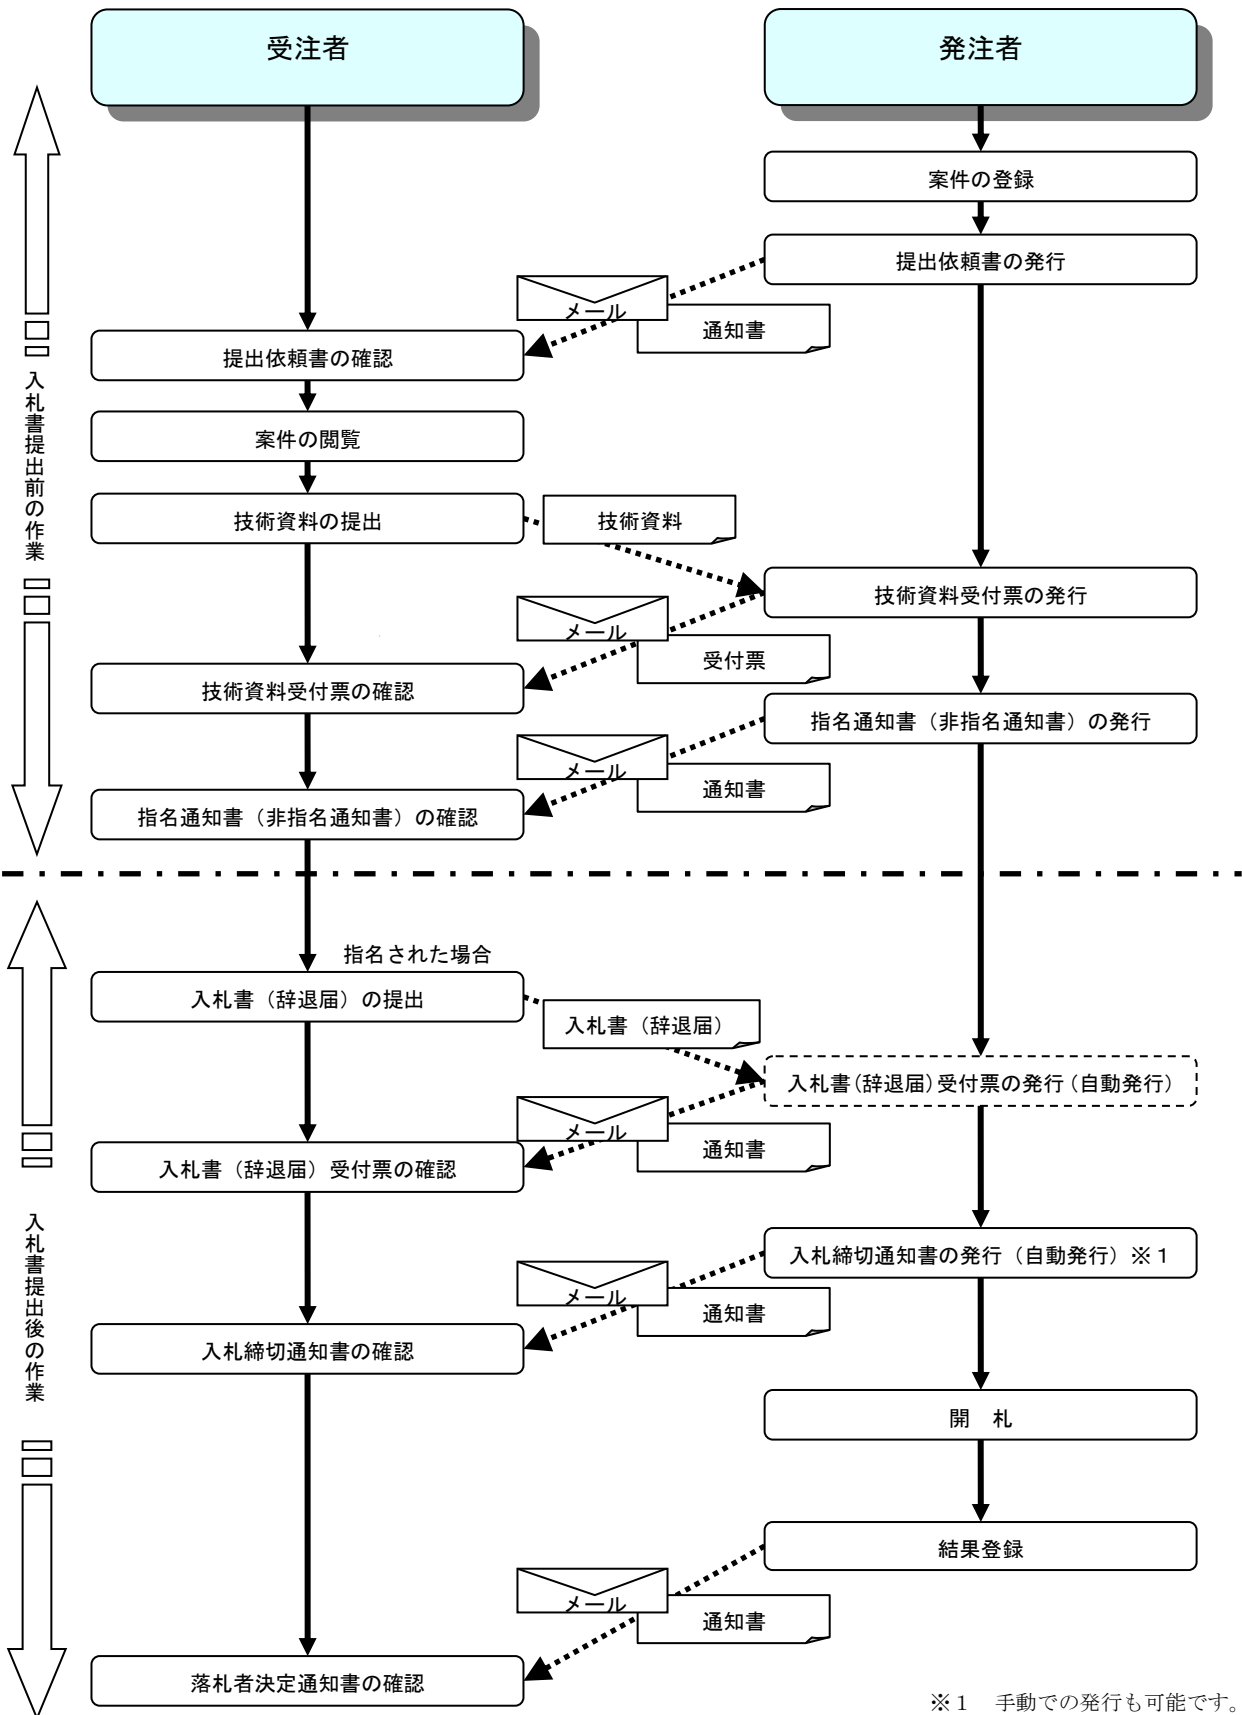 受注者
発注者
案件の登録
提出依頼書の発行
メール
通知書
提出依頼書の確認
案件の閲覧
入札書提出前の作業
技術資料の提出
技術資料
技術資料受付票の発行
メール
受付票
技術資料受付票の確認
指名通知書（非指名通知書）の発行
メール
通知書
指名通知書（非指名通知書）の確認
指名された場合
入札書（辞退届）の提出
入札書（辞退届）
入札書（辞退届）受付票の発行（自動発行）
メール
通知書
入札書（辞退届）受付票の確認
入札書提出後の作業
入札締切通知書の発行（自動発行）※１
メール
通知書
入札締切通知書の確認
開　札
結果登録
メール
通知書
落札者決定通知書の確認
※１　手動での発行も可能です。